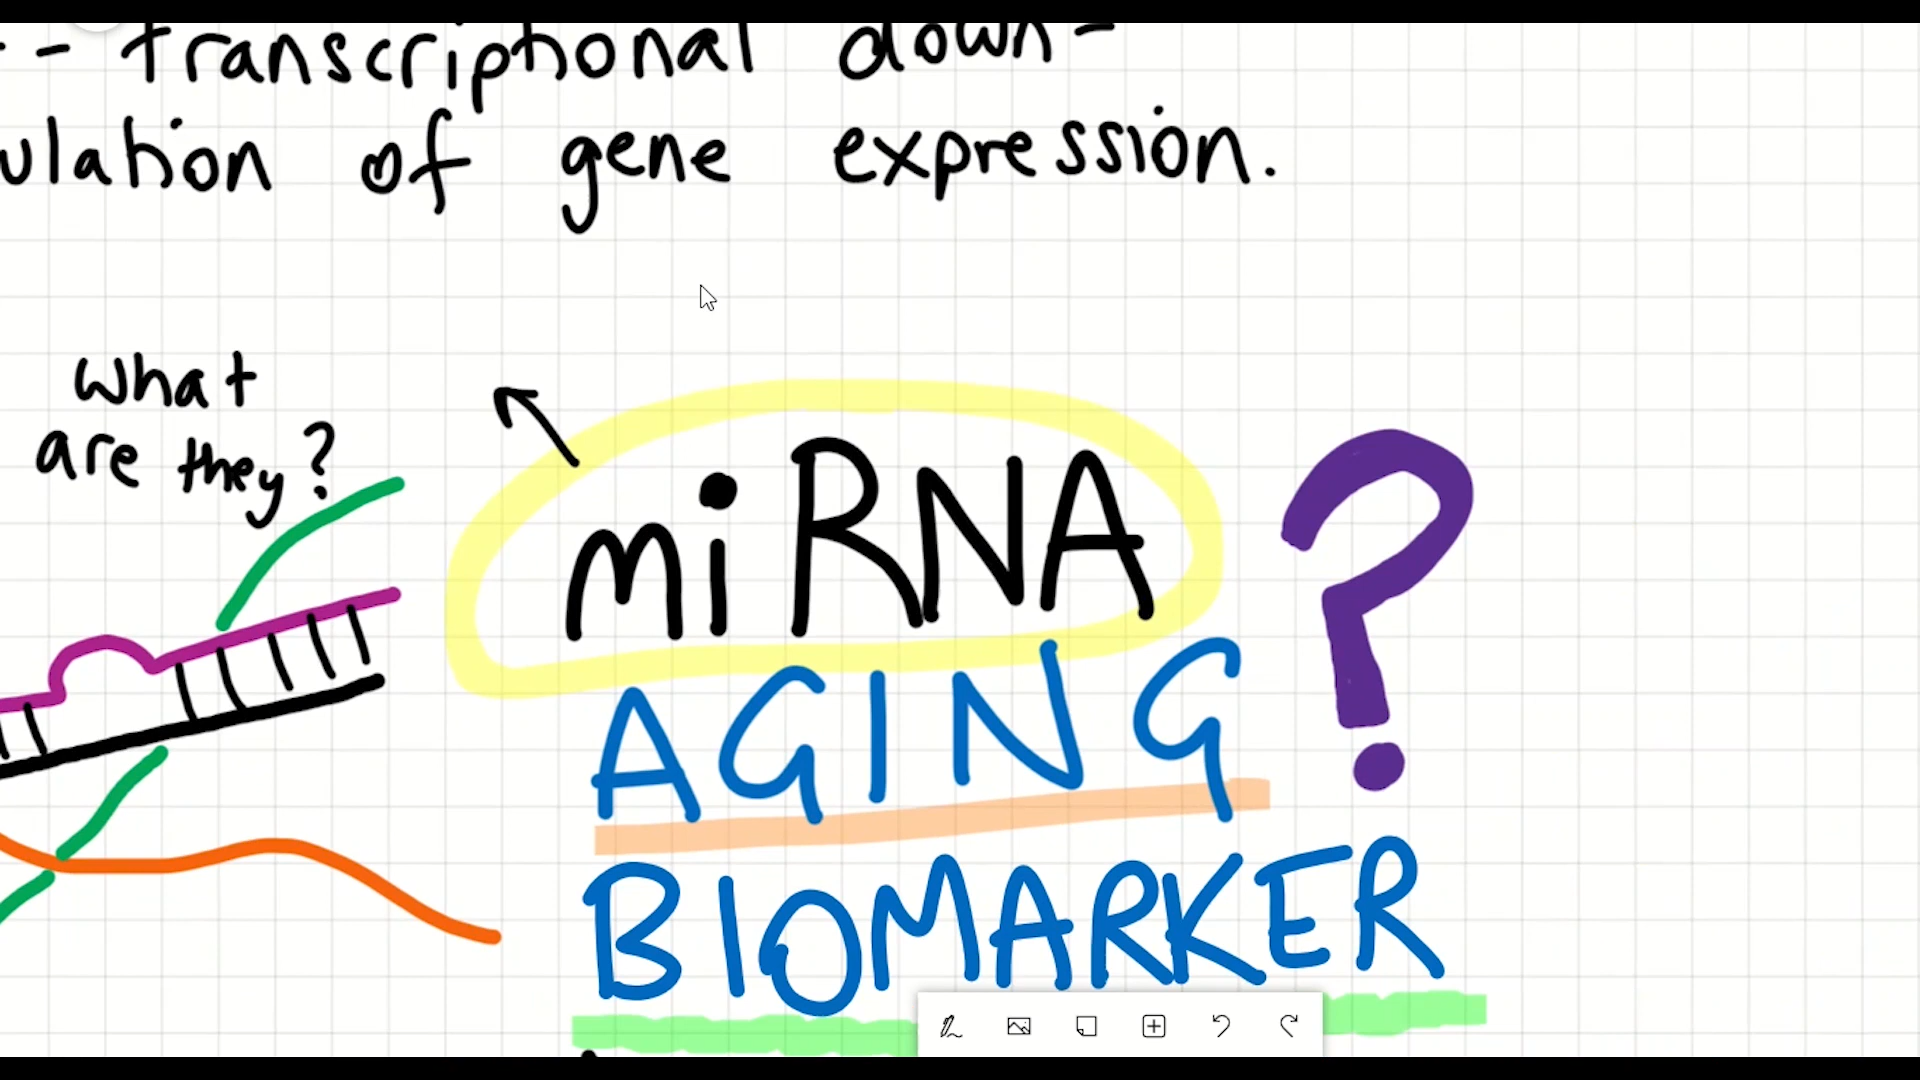 - transcriptional down-
ulation of gene expression.
What
are they?
miRNA
AGING
BIOMARKER
?